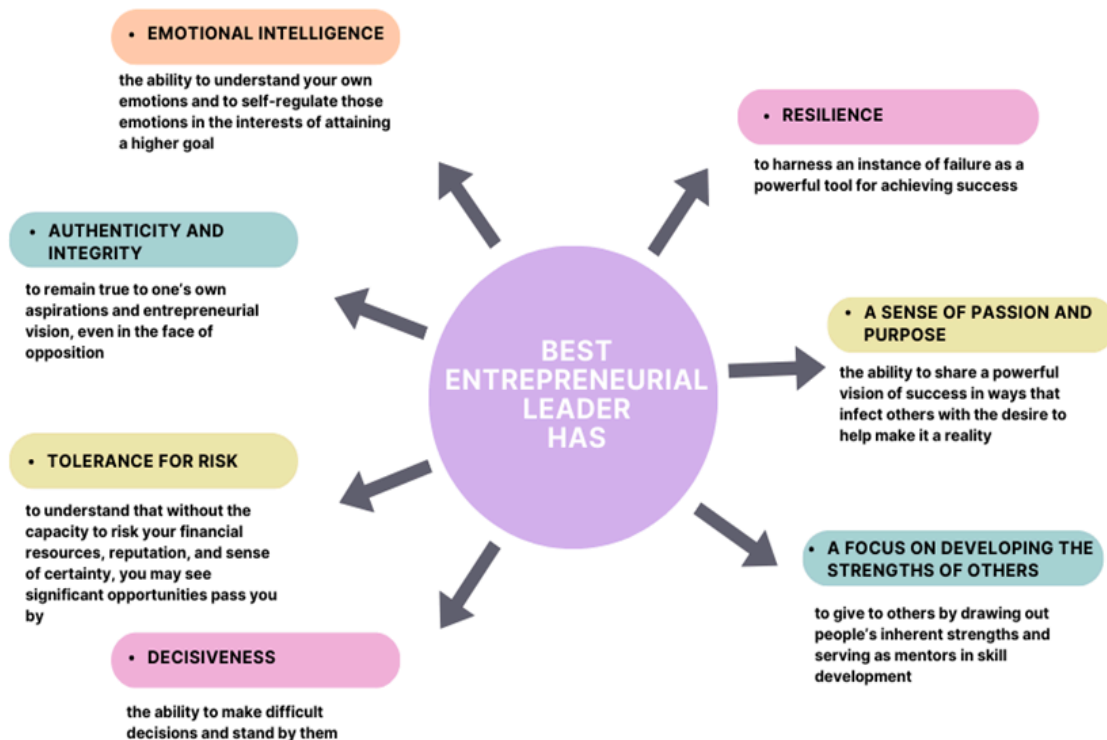 • EMOTIONAL INTELLIGENCE
the ability to understand your own
emotions and to self-regulate those
emotions in the interests of attaining
a higher goal
• AUTHENTICITY AND
INTEGRITY
to remain true to one's own
aspirations and entrepreneurial
vision, even in the face of
opposition
• TOLERANCE FOR RISK
to understand that without the
capacity to risk your financial
resources, reputation, and sense
of certainty, you may see
significant opportunities pass you
by
• DECISIVENESS
the ability to make difficult
decisions and stand by them
BEST
ENTREPRENEURIAL
LEADER
HAS
• RESILIENCE
to harness an instance of failure as a
powerful tool for achieving success
• A SENSE OF PASSION AND
PURPOSE
the ability to share a powerful
vision of success in ways that
infect others with the desire to
help make it a reality
• A FOCUS ON DEVELOPING THE
STRENGTHS OF OTHERS
to give to others by drawing out
people's inherent strengths and
serving as mentors in skill
development